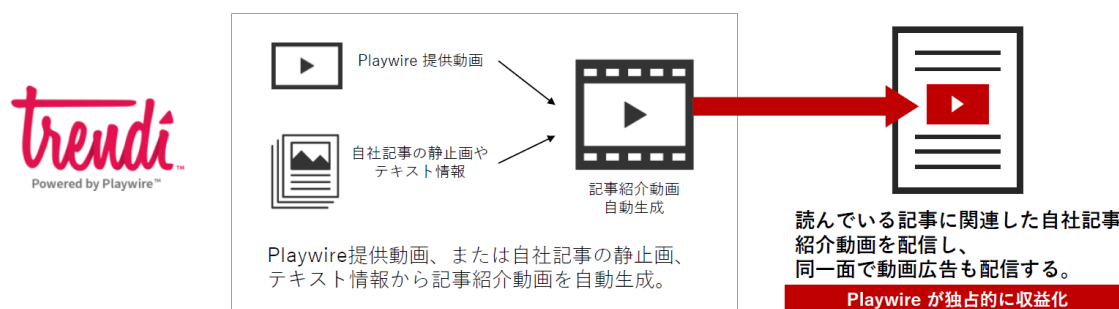 trendi™
Powered by Playwire™
Playwire 提供動画
自社記事の静止画や
テキスト情報
記事紹介動画
自動生成
Playwire提供動画、または自社記事の静止画、
テキスト情報から記事紹介動画を自動生成。
読んでいる記事に関連した自社記事
紹介動画を配信し、
同一面で動画広告も配信する。
Playwire が独占的に収益化